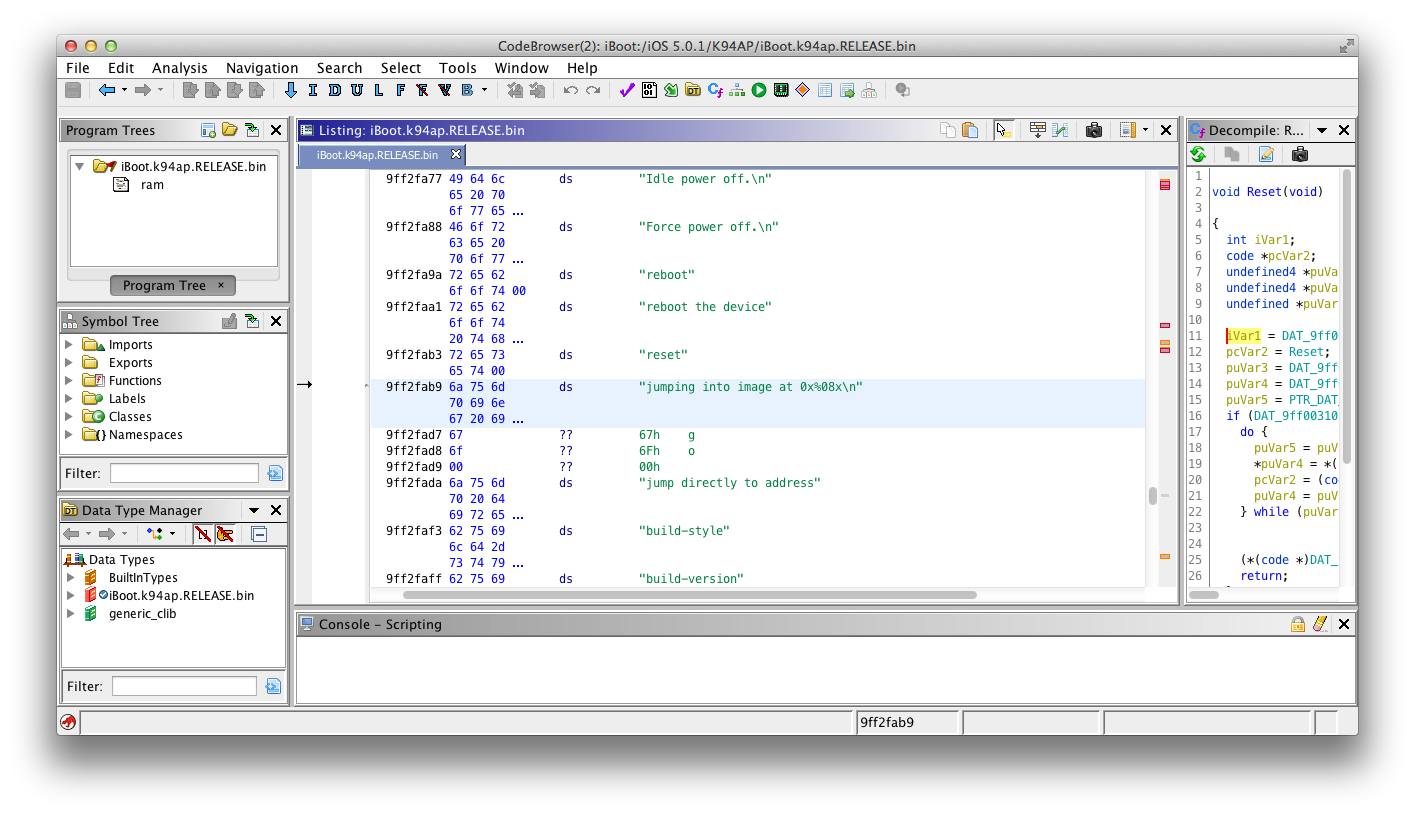 CodeBrowser(2): iBoot:/iOS 5.0.1/K94AP/iBoot.k94ap.RELEASE.bin
File Edit Analysis Navigation Search Select Tools Window Help
I D U L F F V B
Program Trees
iBoot.k94ap.RELEASE.bin
ram
Program Tree ×
Symbol Tree
Imports
Exports
Functions
Labels
Classes
Namespaces
Filter:
Data Type Manager
Data Types
BuiltInTypes
iBoot.k94ap.RELEASE.bin
generic_clib
Filter:
Listing: iBoot.k94ap.RELEASE.bin
iBoot.k94ap.RELEASE.bin
9ff2fa77 49 64 6c ds "Idle power off.\n"
65 20 70
6f 77 65 ...
9ff2fa88 46 6f 72 ds "Force power off.\n"
63 65 20
70 6f 77 ...
9ff2fa9a 72 65 62 ds "reboot"
6f 6f 74 00
9ff2faa1 72 65 62 ds "reboot the device"
6f 6f 74
20 74 68 ...
9ff2fab3 72 65 73 ds "reset"
65 74 00
9ff2fab9 6a 75 6d ds "jumping into image at 0x%08x\n"
70 69 6e
67 20 69 ...
9ff2fad7 67 ?? 67h g
9ff2fad8 6f ?? 6Fh o
9ff2fad9 00 ?? 00h
9ff2fada 6a 75 6d ds "jump directly to address"
70 20 64
69 72 65 ...
9ff2faf3 62 75 69 ds "build-style"
6c 64 2d
73 74 79 ...
9ff2faff 62 75 69 ds "build-version"
Decompile: R...
1
2 void Reset(void)
3
4 {
5 int iVar1;
6 code *pcVar2;
7 undefined4 *puVa
8 undefined4 *puVa
9 undefined *puVar
10
11 iVar1 = DAT_9ff0
12 pcVar2 = Reset;
13 puVar3 = DAT_9ff
14 puVar4 = DAT_9ff
15 puVar5 = PTR_DAT_
16 if (DAT_9ff00310
17 do {
18 puVar5 = puV
19 *puVar4 = *(
20 pcVar2 = (co
21 puVar4 = puV
22 } while (puVar
23
24
25 (*(code *)DAT_
26 return;
Console - Scripting
9ff2fab9